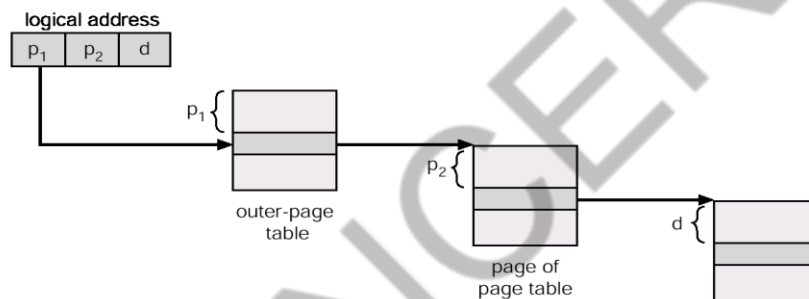 logical address
p₁ p₂ d
p₁
outer-page
table
p₂
page of
page table
d